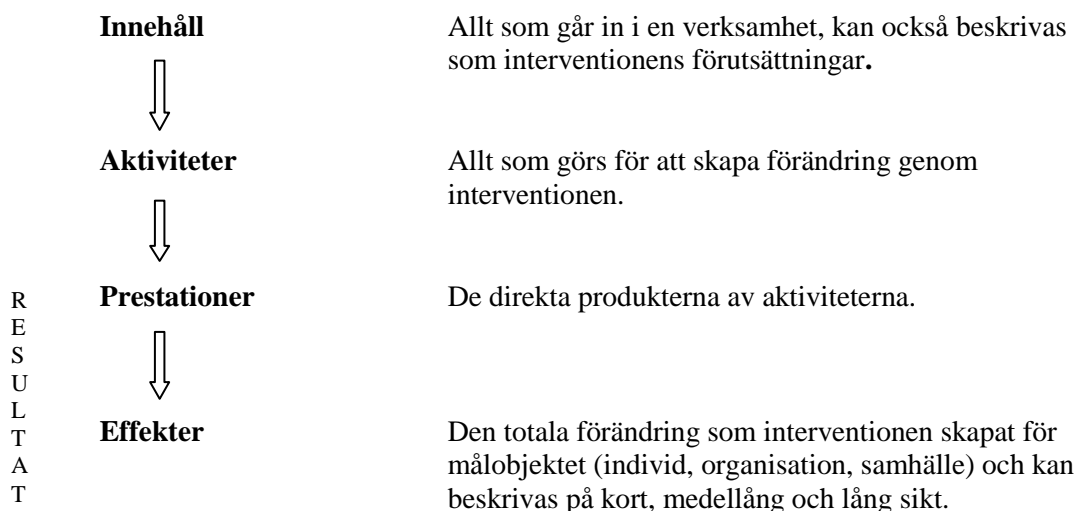 Innehåll
Allt som går in i en verksamhet, kan också beskrivas
som interventionens förutsättningar.
Aktiviteter
Allt som görs för att skapa förändring genom
interventionen.
RESULTAT
Prestationer
De direkta produkterna av aktiviteterna.
Effekter
Den totala förändring som interventionen skapat för
målobjektet (individ, organisation, samhälle) och kan
beskrivas på kort, medellång och lång sikt.